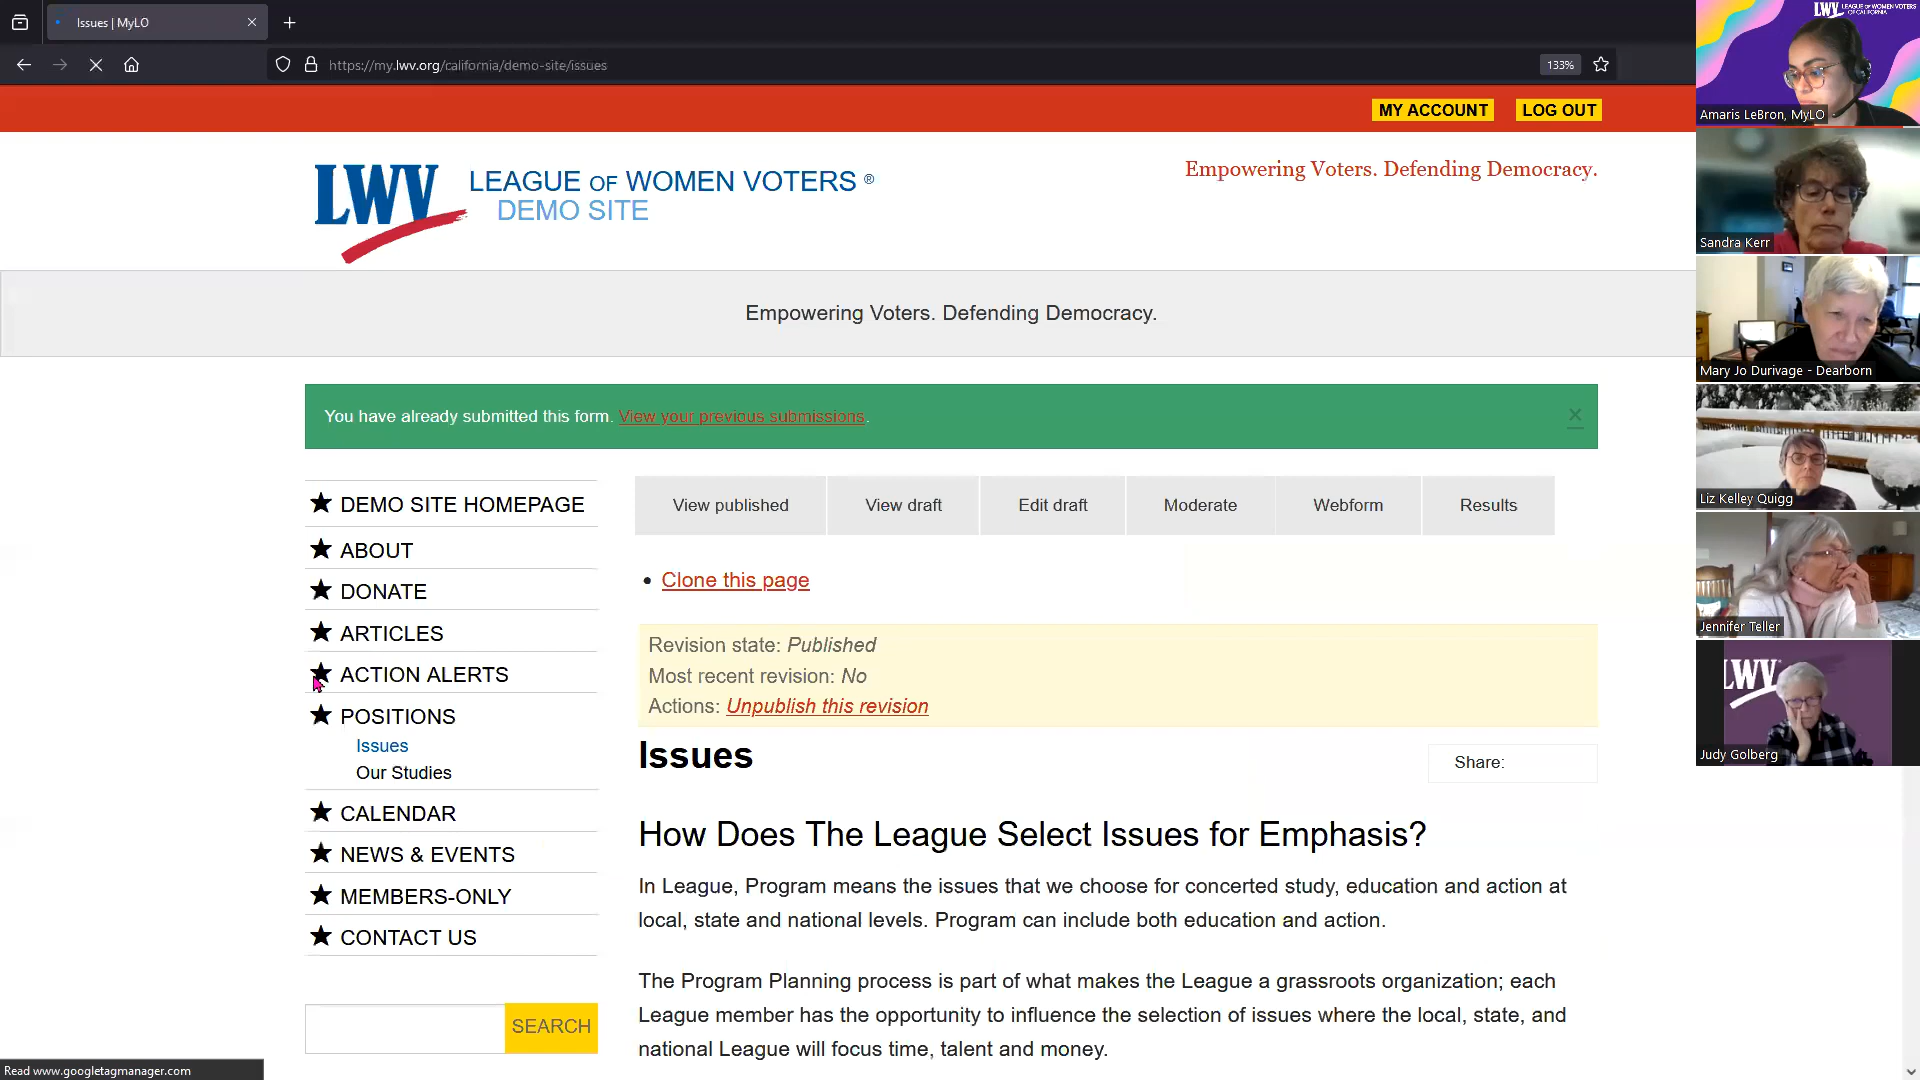 Issues | MyLO
https://my.lwv.org/california/demo-site/issues
133%
MY ACCOUNT
LOG OUT
LWV
LEAGUE OF WOMEN VOTERS ®
DEMO SITE
Empowering Voters. Defending Democracy.
Empowering Voters. Defending Democracy.
You have already submitted this form. View your previous submissions.
DEMO SITE HOMEPAGE
ABOUT
DONATE
ARTICLES
ACTION ALERTS
POSITIONS
Issues
Our Studies
CALENDAR
NEWS & EVENTS
MEMBERS-ONLY
CONTACT US
SEARCH
View published
View draft
Edit draft
Moderate
Webform
Results
Clone this page
Revision state: Published
Most recent revision: No
Actions: Unpublish this revision
Issues
Share:
How Does The League Select Issues for Emphasis?
In League, Program means the issues that we choose for concerted study, education and action at
local, state and national levels. Program can include both education and action.
The Program Planning process is part of what makes the League a grassroots organization; each
League member has the opportunity to influence the selection of issues where the local, state, and
national League will focus time, talent and money.
Read www.googletagmanager.com
LWV LEAGUE OF WOMEN VOTERS
OF CALIFORNIA
Amaris LeBron, MyLO
Sandra Kerr
Mary Jo Durivage - Dearborn
Liz Kelley Quigg
Jennifer Teller
LWV
Judy Golberg